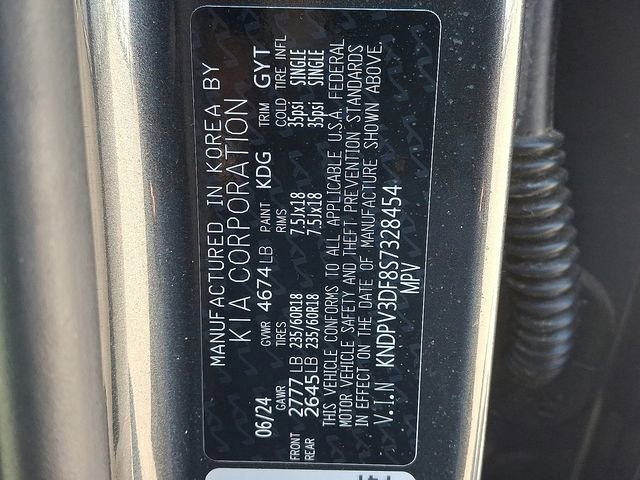 MANUFACTURED IN KOREA BY
KIA CORPORATION
06/24 GVWR 4674LB PAINT KDG TRIM GYT
GAWR TIRES RIMS COLD TIRE INFL
FRONT 2777LB 235/60R18 7.5Jx18 35psi SINGLE
REAR 2645LB 235/60R18 7.5Jx18 35psi SINGLE
THIS VEHICLE CONFORMS TO ALL APPLICABLE U.S.A. FEDERAL
MOTOR VEHICLE SAFETY AND THEFT PREVENTION STANDARDS
IN EFFECT ON THE DATE OF MANUFACTURE SHOWN ABOVE.
V.I.N KNDPV3DF8S7328454
MPV